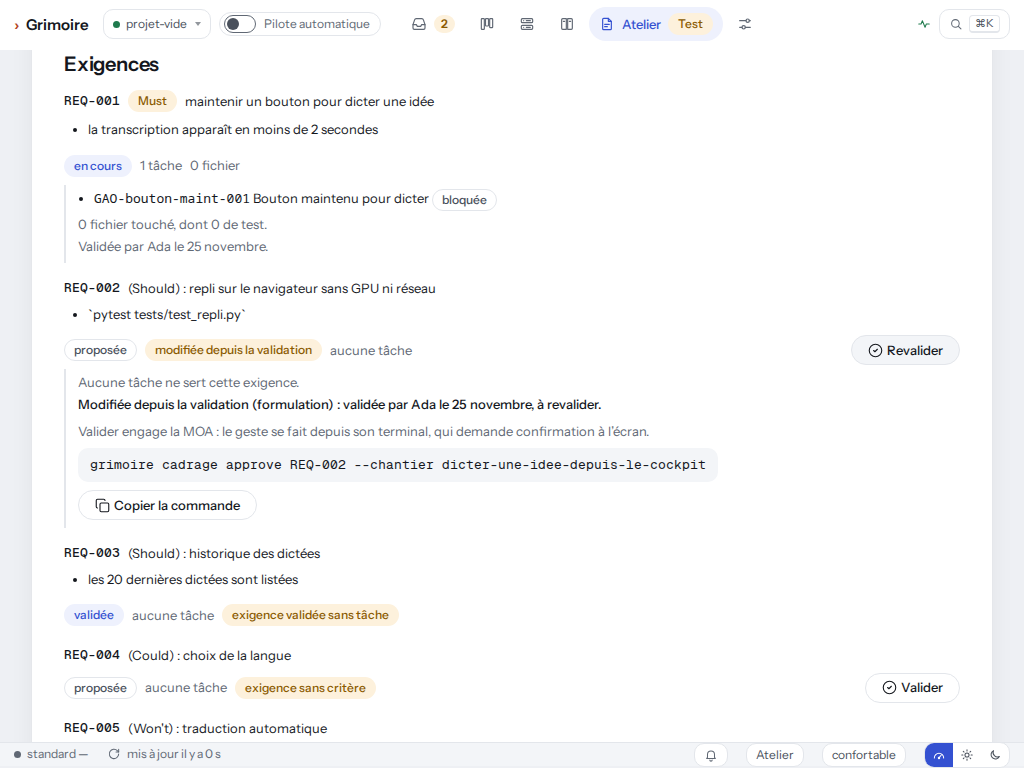 › Grimoire projet-vide Pilote automatique 2 Atelier Test ⌘K
Exigences
REQ-001 Must maintenir un bouton pour dicter une idée
• la transcription apparaît en moins de 2 secondes
en cours 1 tâche 0 fichier
• GAO-bouton-maint-001 Bouton maintenu pour dicter bloquée
0 fichier touché, dont 0 de test.
Validée par Ada le 25 novembre.
REQ-002 (Should) : repli sur le navigateur sans GPU ni réseau
• `pytest tests/test_repli.py`
proposée modifiée depuis la validation aucune tâche Revalider
Aucune tâche ne sert cette exigence.
Modifiée depuis la validation (formulation) : validée par Ada le 25 novembre, à revalider.
Valider engage la MOA : le geste se fait depuis son terminal, qui demande confirmation à l'écran.
grimoire cadrage approve REQ-002 --chantier dicter-une-idee-depuis-le-cockpit
Copier la commande
REQ-003 (Should) : historique des dictées
• les 20 dernières dictées sont listées
validée aucune tâche exigence validée sans tâche
REQ-004 (Could) : choix de la langue
proposée aucune tâche exigence sans critère Valider
REQ-005 (Won't) : traduction automatique
standard — mis à jour il y a 0 s Atelier confortable